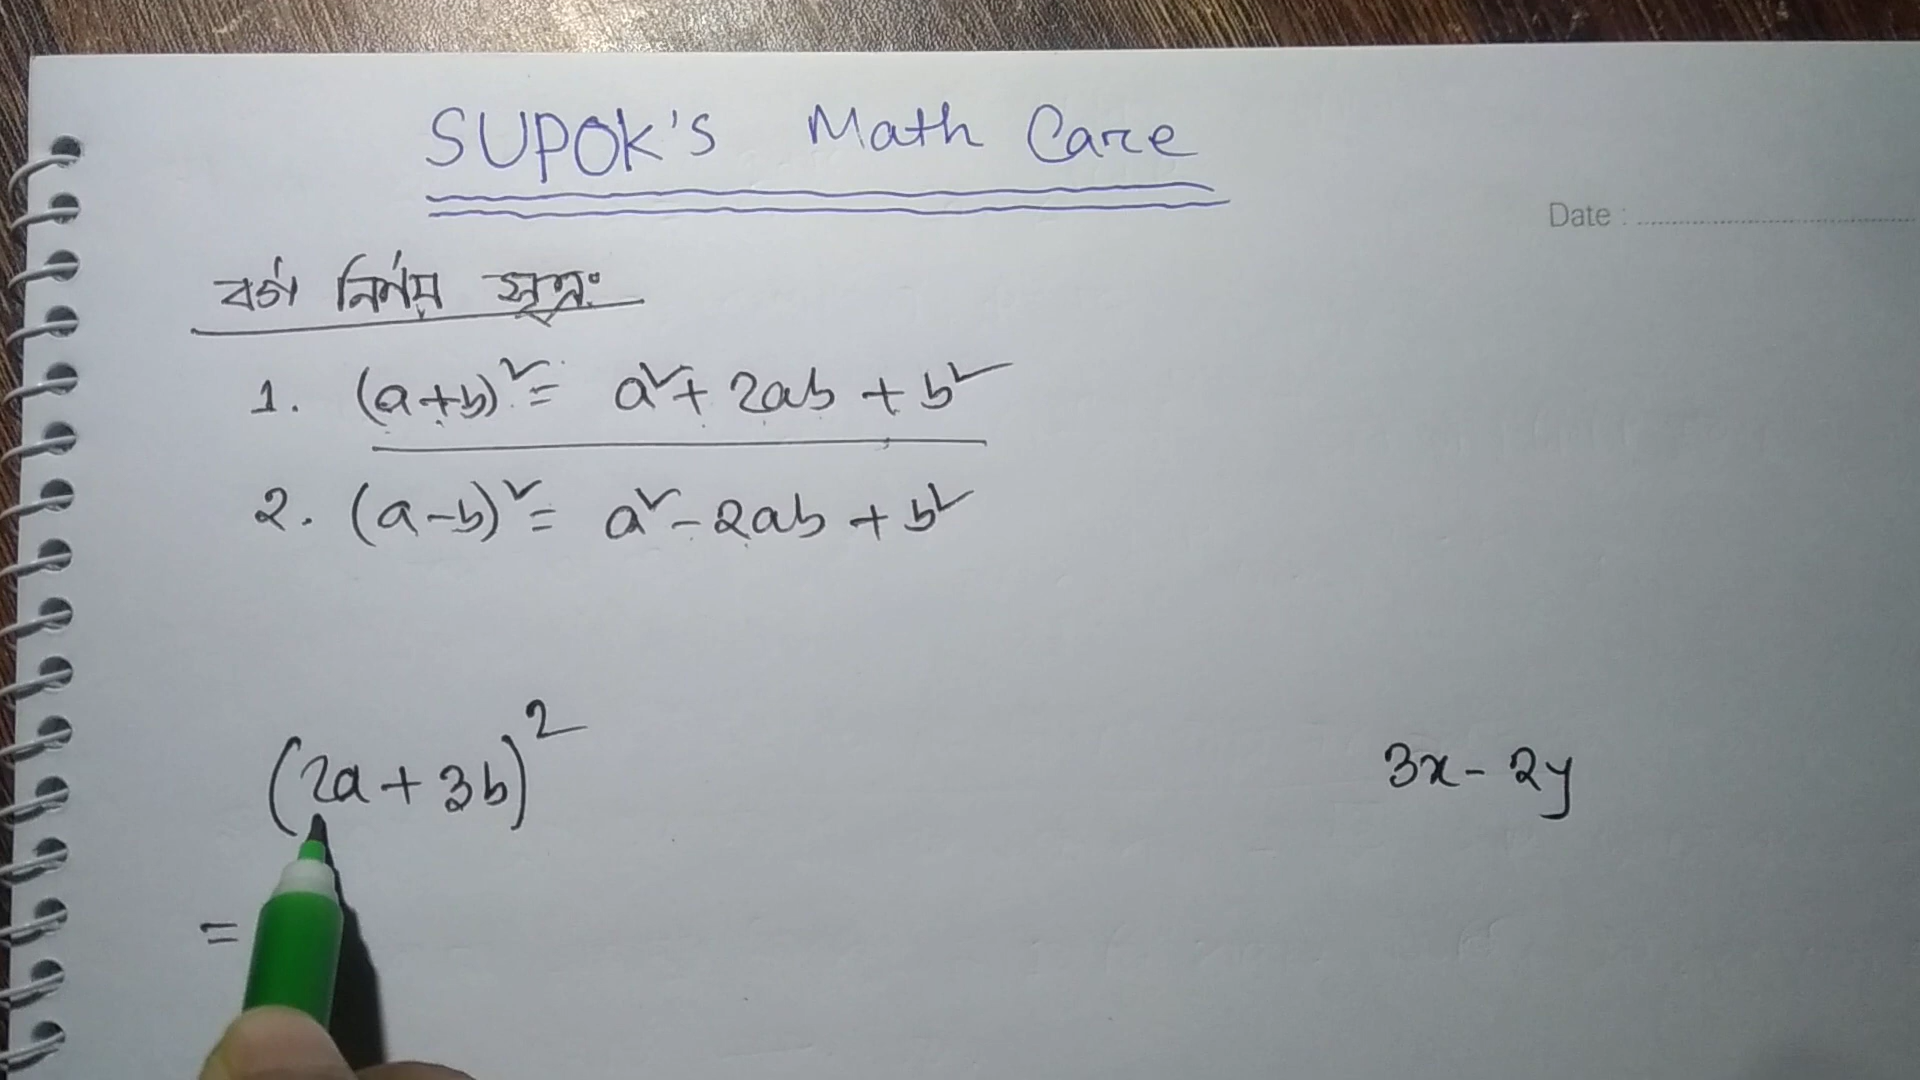 SUPOK's Math Care
Date :
বর্গ নির্ণয় সূত্রঃ
1. (a+b)² = a² + 2ab + b²
2. (a-b)² = a² - 2ab + b²
(2a + 3b)²
3x - 2y
=